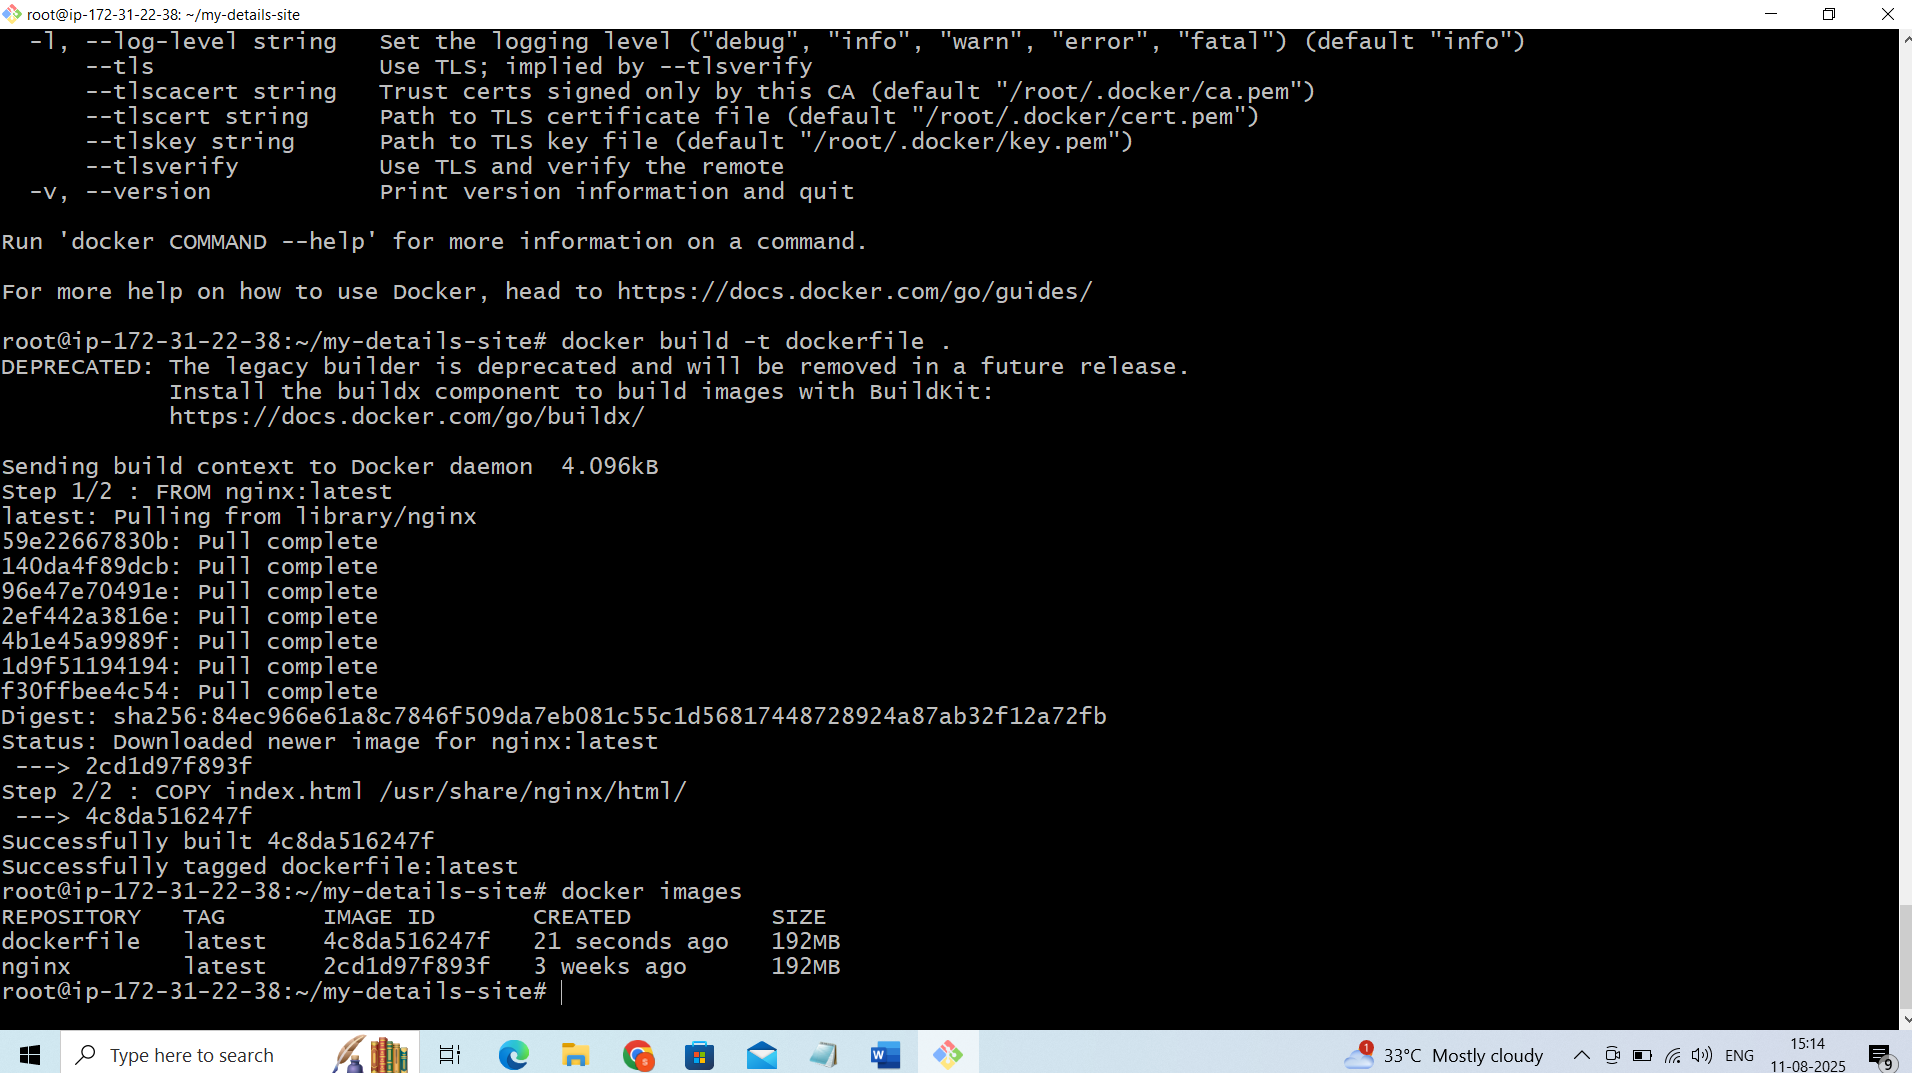 root@ip-172-31-22-38: ~/my-details-site
-l, --log-level string   Set the logging level ("debug", "info", "warn", "error", "fatal") (default "info")
--tls                Use TLS; implied by --tlsverify
--tlscacert string   Trust certs signed only by this CA (default "/root/.docker/ca.pem")
--tlscert string     Path to TLS certificate file (default "/root/.docker/cert.pem")
--tlskey string      Path to TLS key file (default "/root/.docker/key.pem")
--tlsverify          Use TLS and verify the remote
-v, --version            Print version information and quit
Run 'docker COMMAND --help' for more information on a command.
For more help on how to use Docker, head to https://docs.docker.com/go/guides/
root@ip-172-31-22-38:~/my-details-site# docker build -t dockerfile .
DEPRECATED: The legacy builder is deprecated and will be removed in a future release.
Install the buildx component to build images with BuildKit:
https://docs.docker.com/go/buildx/
Sending build context to Docker daemon  4.096kB
Step 1/2 : FROM nginx:latest
latest: Pulling from library/nginx
59e22667830b: Pull complete
140da4f89dcb: Pull complete
96e47e70491e: Pull complete
2ef442a3816e: Pull complete
4b1e45a9989f: Pull complete
1d9f51194194: Pull complete
f30ffbee4c54: Pull complete
Digest: sha256:84ec966e61a8c7846f509da7eb081c55c1d56817448728924a87ab32f12a72fb
Status: Downloaded newer image for nginx:latest
---> 2cd1d97f893f
Step 2/2 : COPY index.html /usr/share/nginx/html/
---> 4c8da516247f
Successfully built 4c8da516247f
Successfully tagged dockerfile:latest
root@ip-172-31-22-38:~/my-details-site# docker images
REPOSITORY   TAG       IMAGE ID       CREATED          SIZE
dockerfile   latest    4c8da516247f   21 seconds ago   192MB
nginx        latest    2cd1d97f893f   3 weeks ago      192MB
root@ip-172-31-22-38:~/my-details-site#
Type here to search
1
33°C Mostly cloudy
ENG
15:14
11-08-2025
9